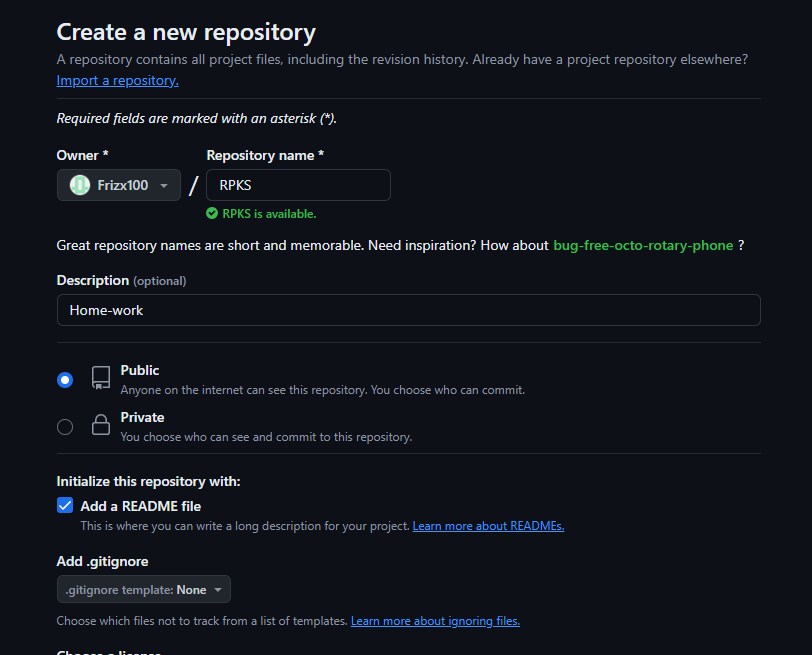 Create a new repository
A repository contains all project files, including the revision history. Already have a project repository elsewhere?
Import a repository.
Required fields are marked with an asterisk (*).
Owner * Repository name *
Frizx100 / RPKS
RPKS is available.
Great repository names are short and memorable. Need inspiration? How about bug-free-octo-rotary-phone ?
Description (optional)
Home-work
Public
Anyone on the internet can see this repository. You choose who can commit.
Private
You choose who can see and commit to this repository.
Initialize this repository with:
Add a README file
This is where you can write a long description for your project. Learn more about READMEs.
Add .gitignore
.gitignore template: None
Choose which files not to track from a list of templates. Learn more about ignoring files.
Choose a license